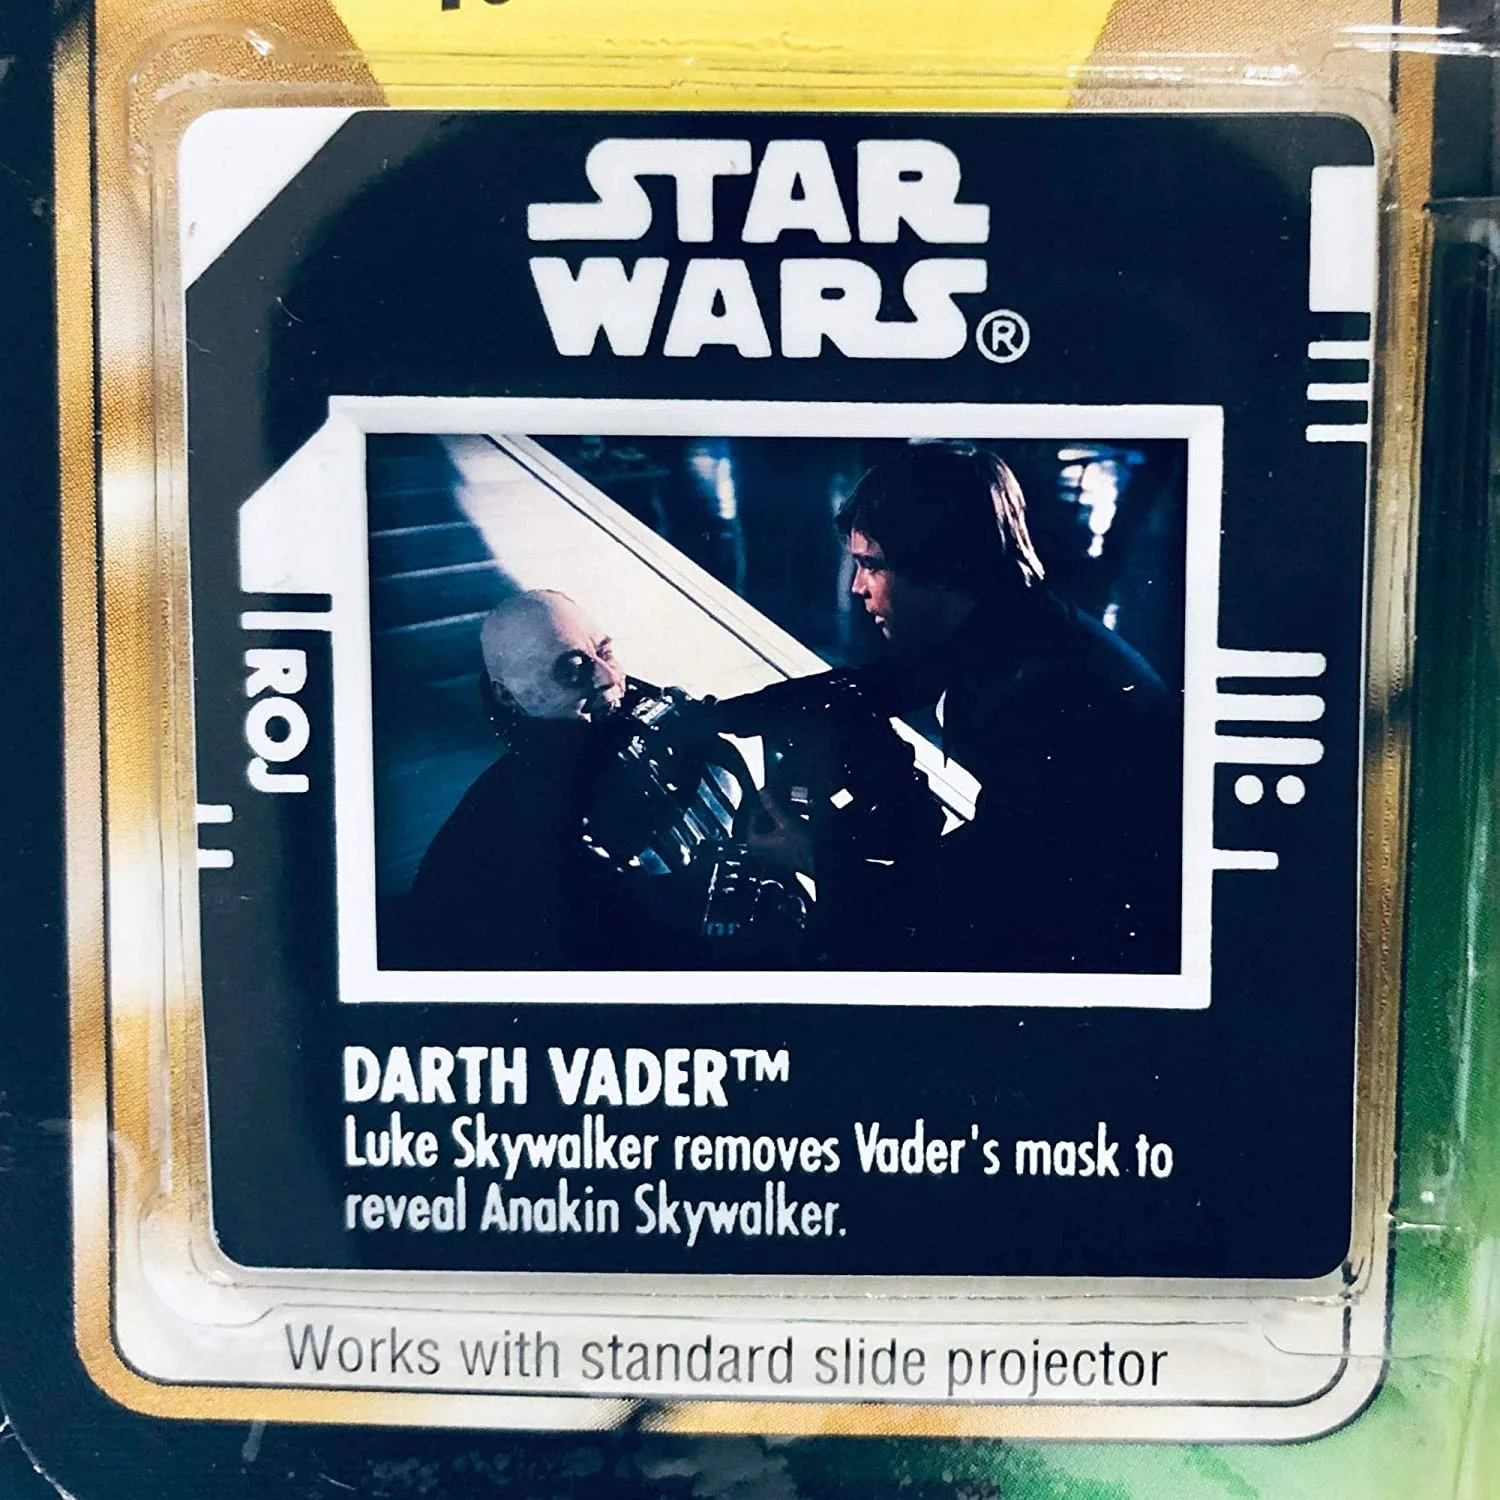 STAR
WARS®
ROJ
DARTH VADER™
Luke Skywalker removes Vader's mask to
reveal Anakin Skywalker.
Works with standard slide projector